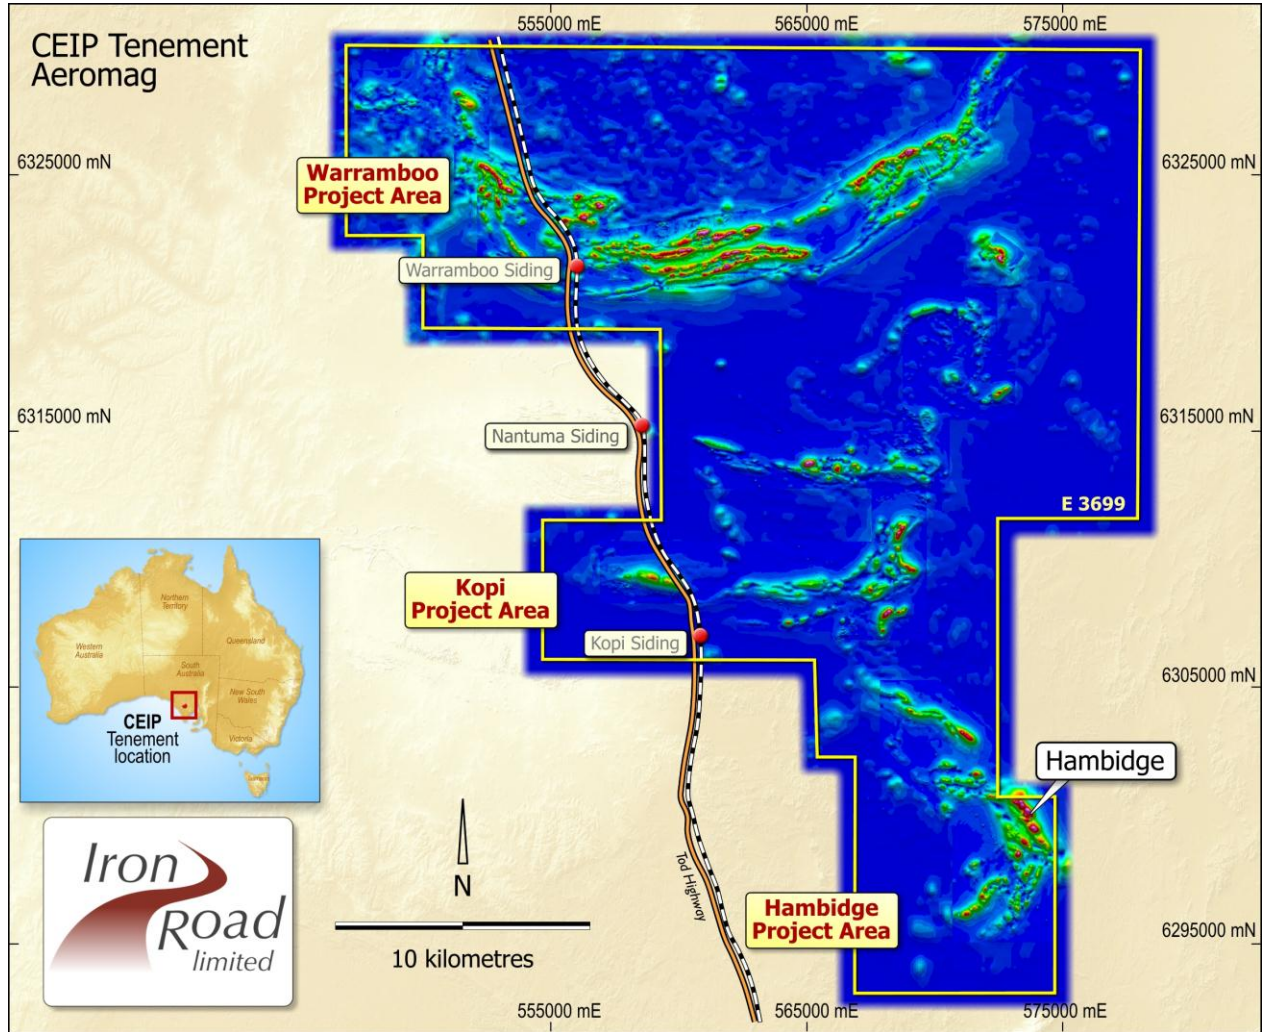 CEIP Tenement
Aeromag
555000 mE
565000 mE
575000 mE
6325000 mN
6325000 mN
Warramboo
Project Area
Warramboo Siding
6315000 mN
6315000 mN
Nantuma Siding
E 3699
Kopi
Project Area
Kopi Siding
6305000 mN
Northern
Territory
Western
Australia
Queensland
South
Australia
New South
Wales
Victoria
Tasmania
CEIP
Tenement
location
Hambidge
Iron
Road
limited
N
10 kilometres
Tod Highway
Hambidge
Project Area
6295000 mN
555000 mE
565000 mE
575000 mE